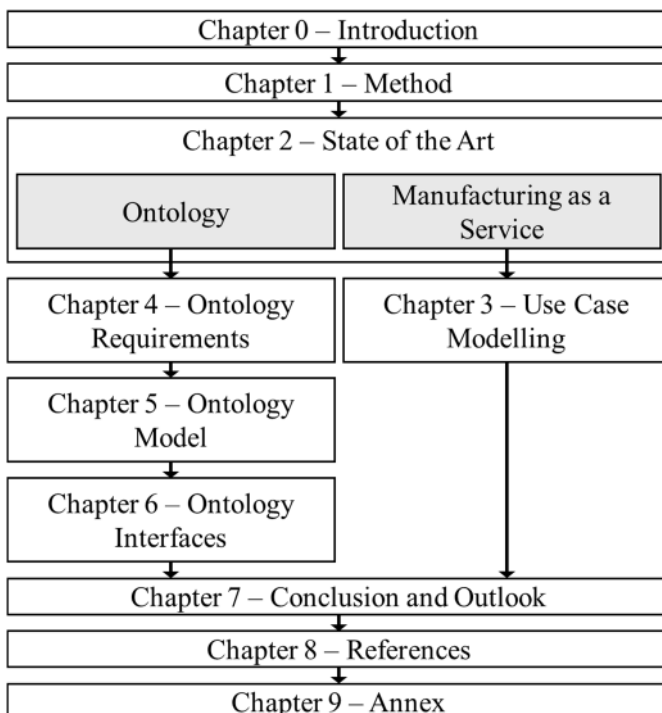 Chapter 0 – Introduction
Chapter 1 – Method
Chapter 2 – State of the Art
Ontology
Manufacturing as a
Service
Chapter 4 – Ontology
Requirements
Chapter 3 – Use Case
Modelling
Chapter 5 – Ontology
Model
Chapter 6 – Ontology
Interfaces
Chapter 7 – Conclusion and Outlook
Chapter 8 – References
Chapter 9 – Annex